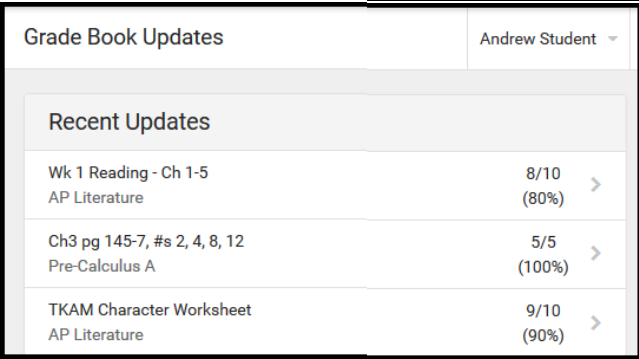 Grade Book Updates
Andrew Student
Recent Updates
Wk 1 Reading - Ch 1-5
8/10
AP Literature
(80%)
Ch3 pg 145-7, #s 2, 4, 8, 12
5/5
Pre-Calculus A
(100%)
TKAM Character Worksheet
9/10
AP Literature
(90%)